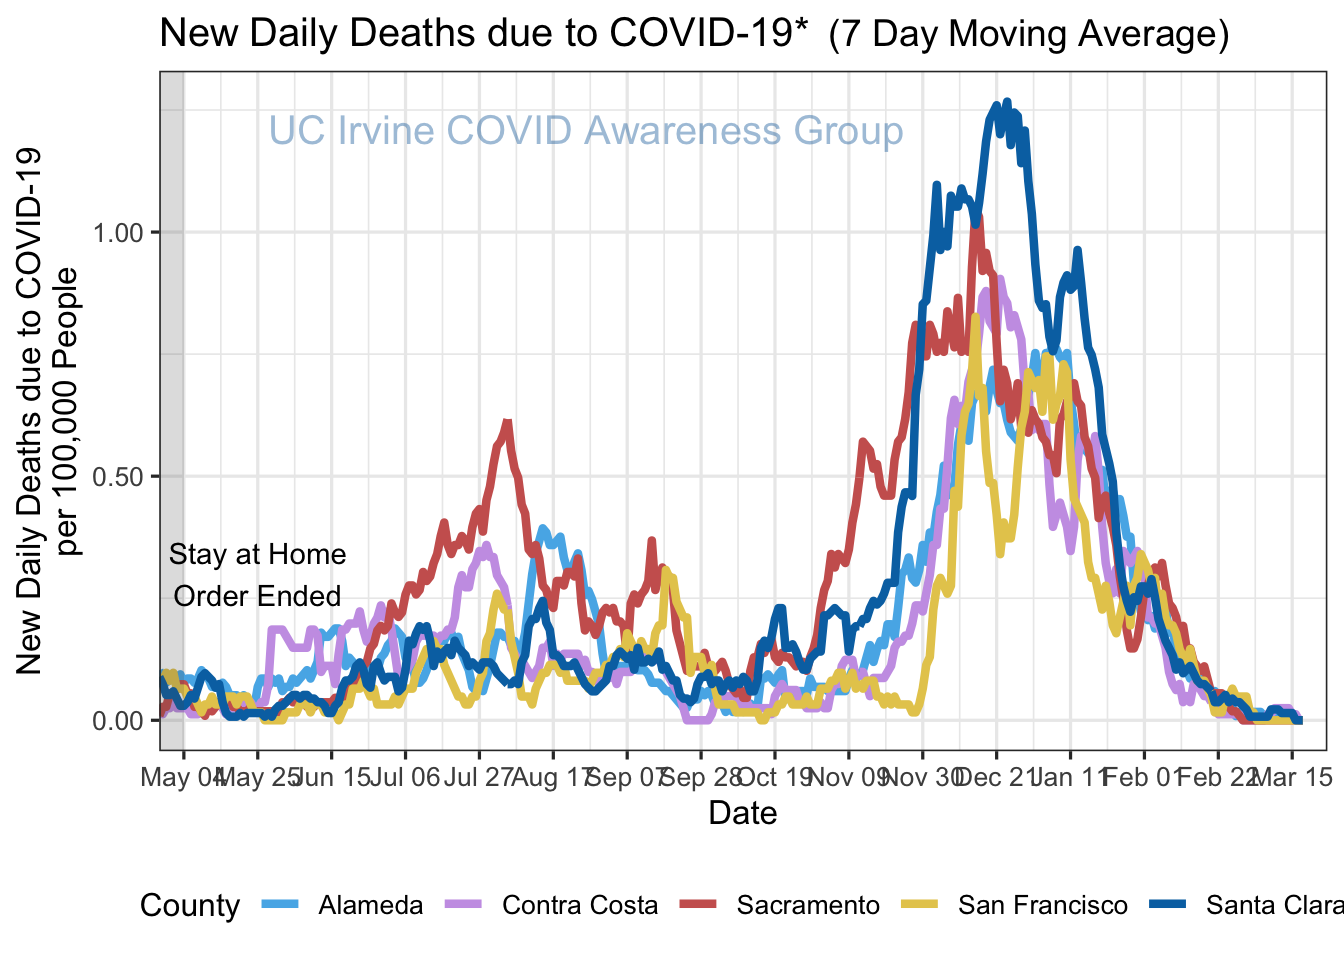 New Daily Deaths due to COVID-19* (7 Day Moving Average)
UC Irvine COVID Awareness Group
New Daily Deaths due to COVID-19
per 100,000 People
1.00
0.50
0.00
Stay at Home
Order Ended
May 04 May 25 Jun 15 Jul 06 Jul 27 Aug 17 Sep 07 Sep 28 Oct 19 Nov 09 Nov 30 Dec 21 Jan 11 Feb 01 Feb 22 Mar 15
Date
County Alameda Contra Costa Sacramento San Francisco Santa Clara